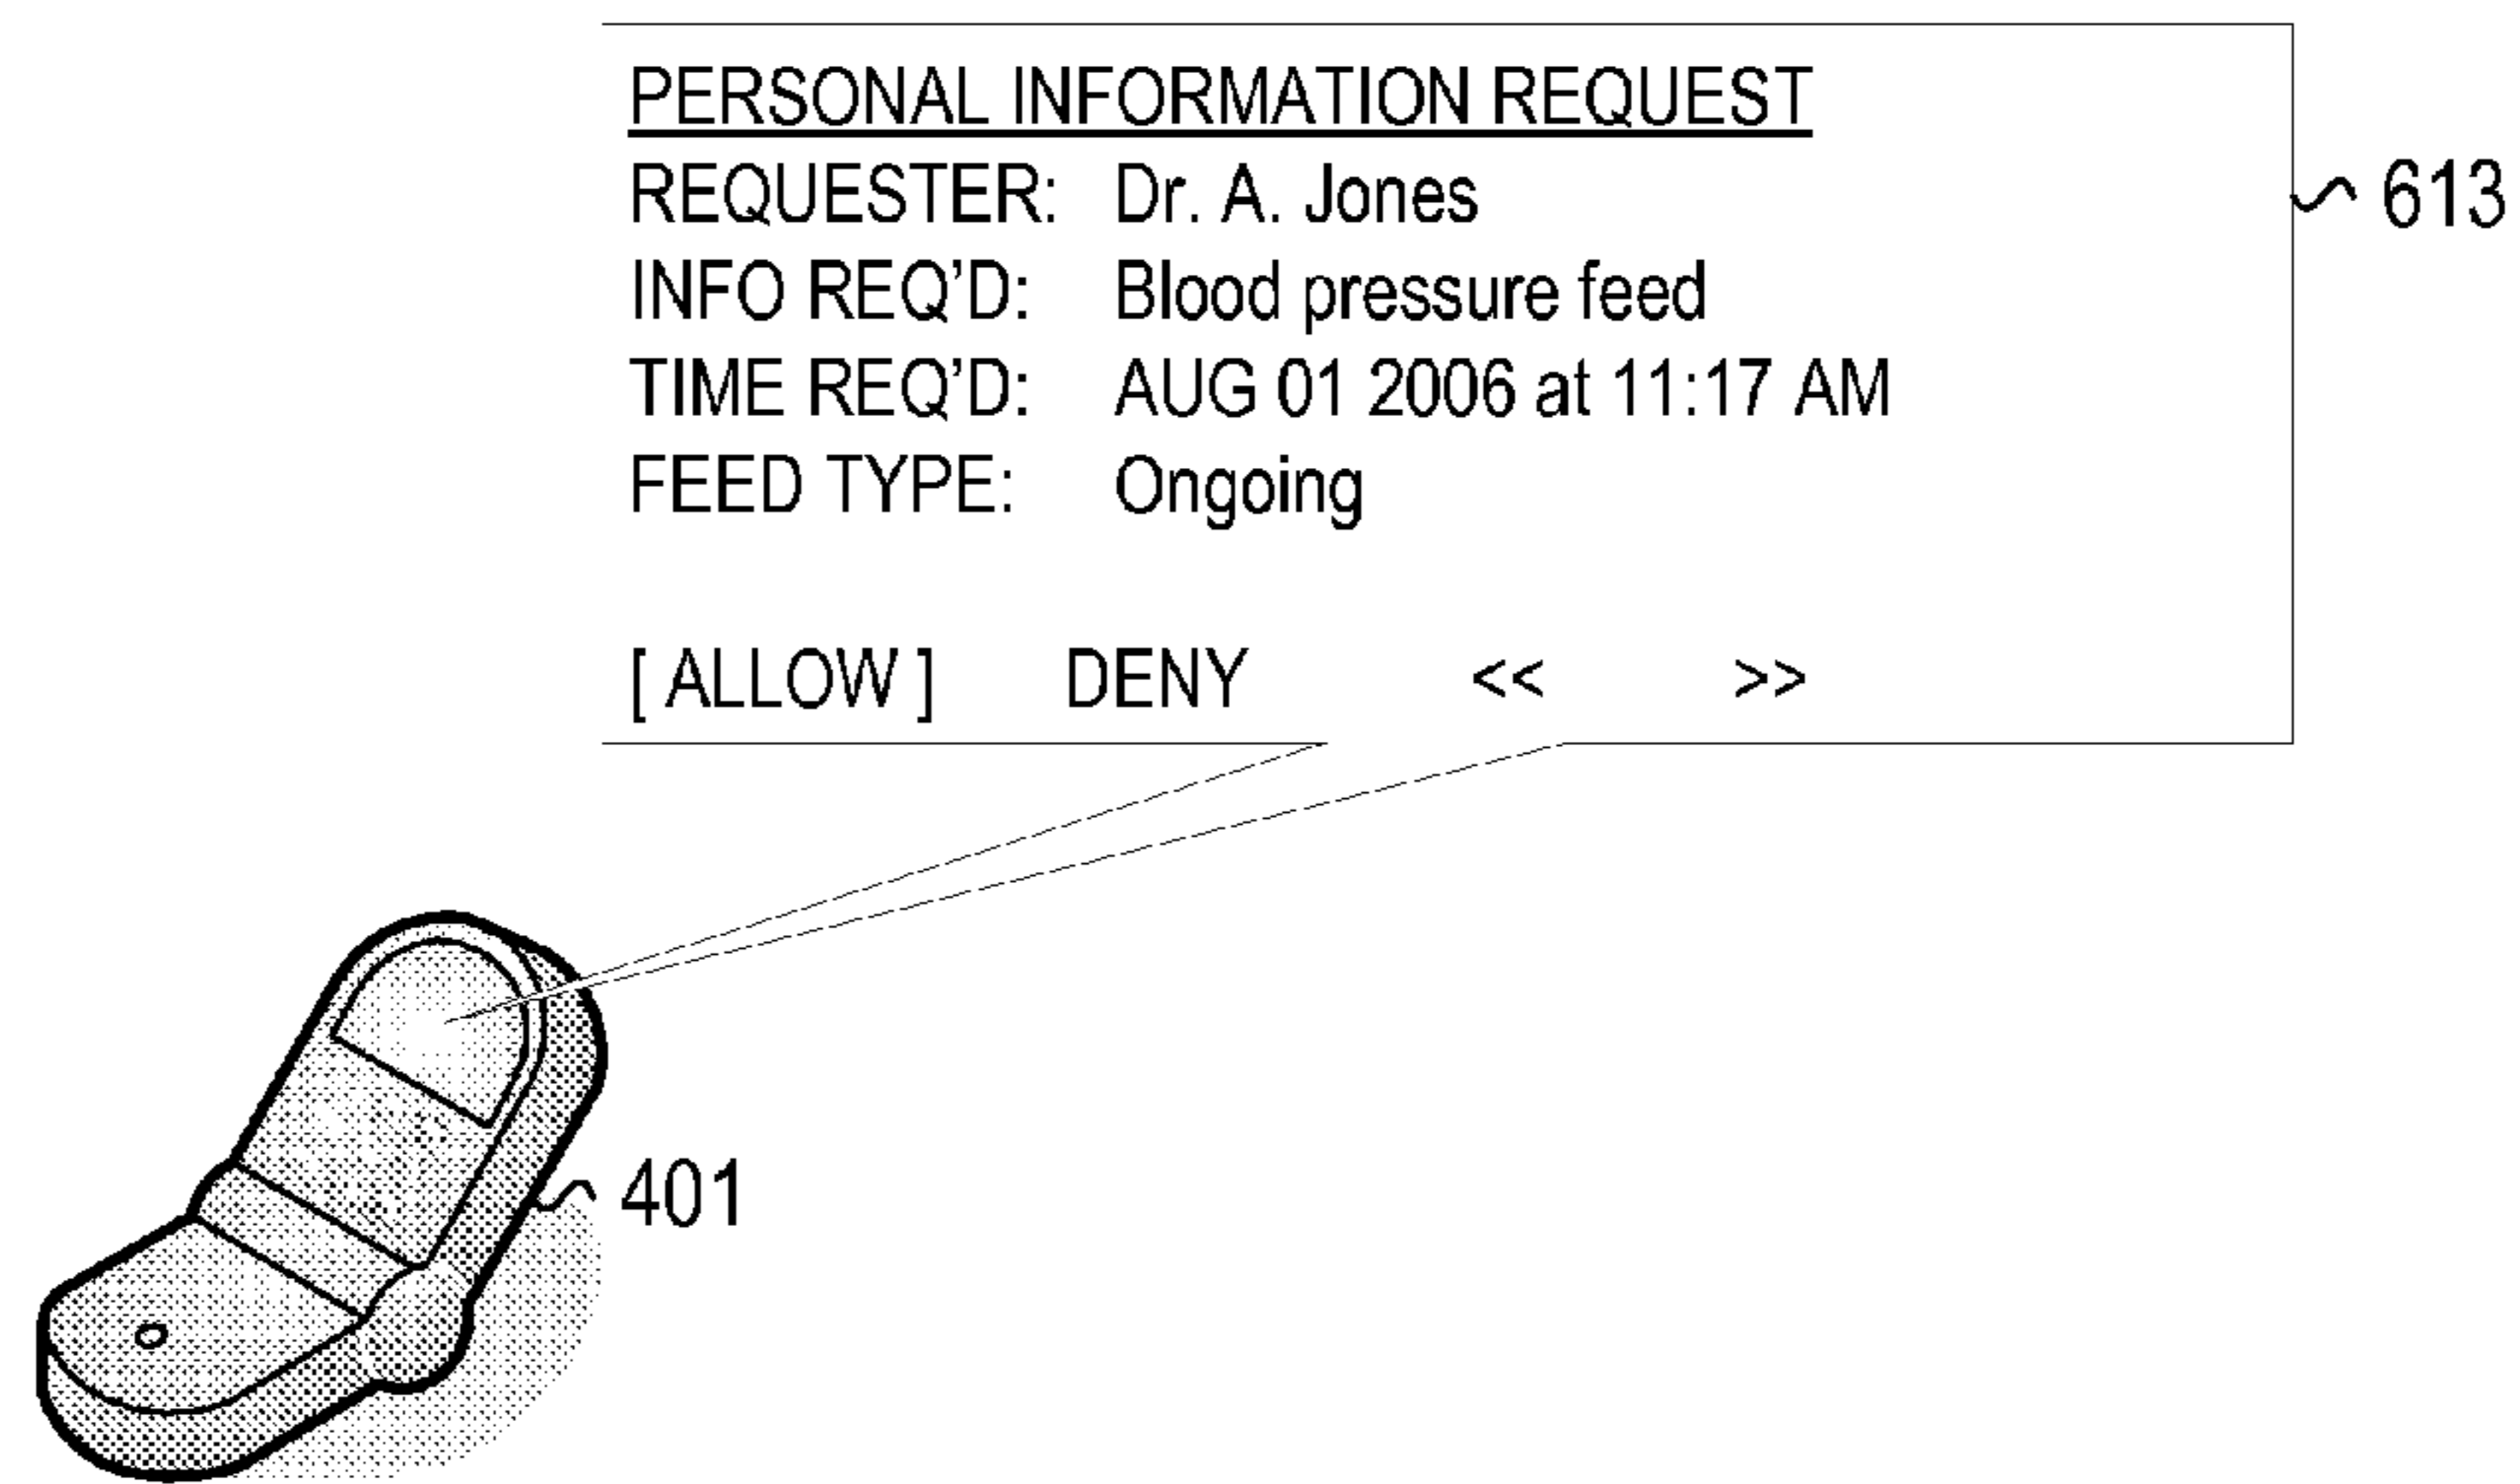 PERSONAL INFORMATION REQUEST
REQUESTER: Dr. A. Jones
613
INFO REQ'D: Blood pressure feed
TIME REQ'D: AUG 01 2006 at 11:17 AM
FEED TYPE: Ongoing
[ ALLOW ] DENY << >>
401